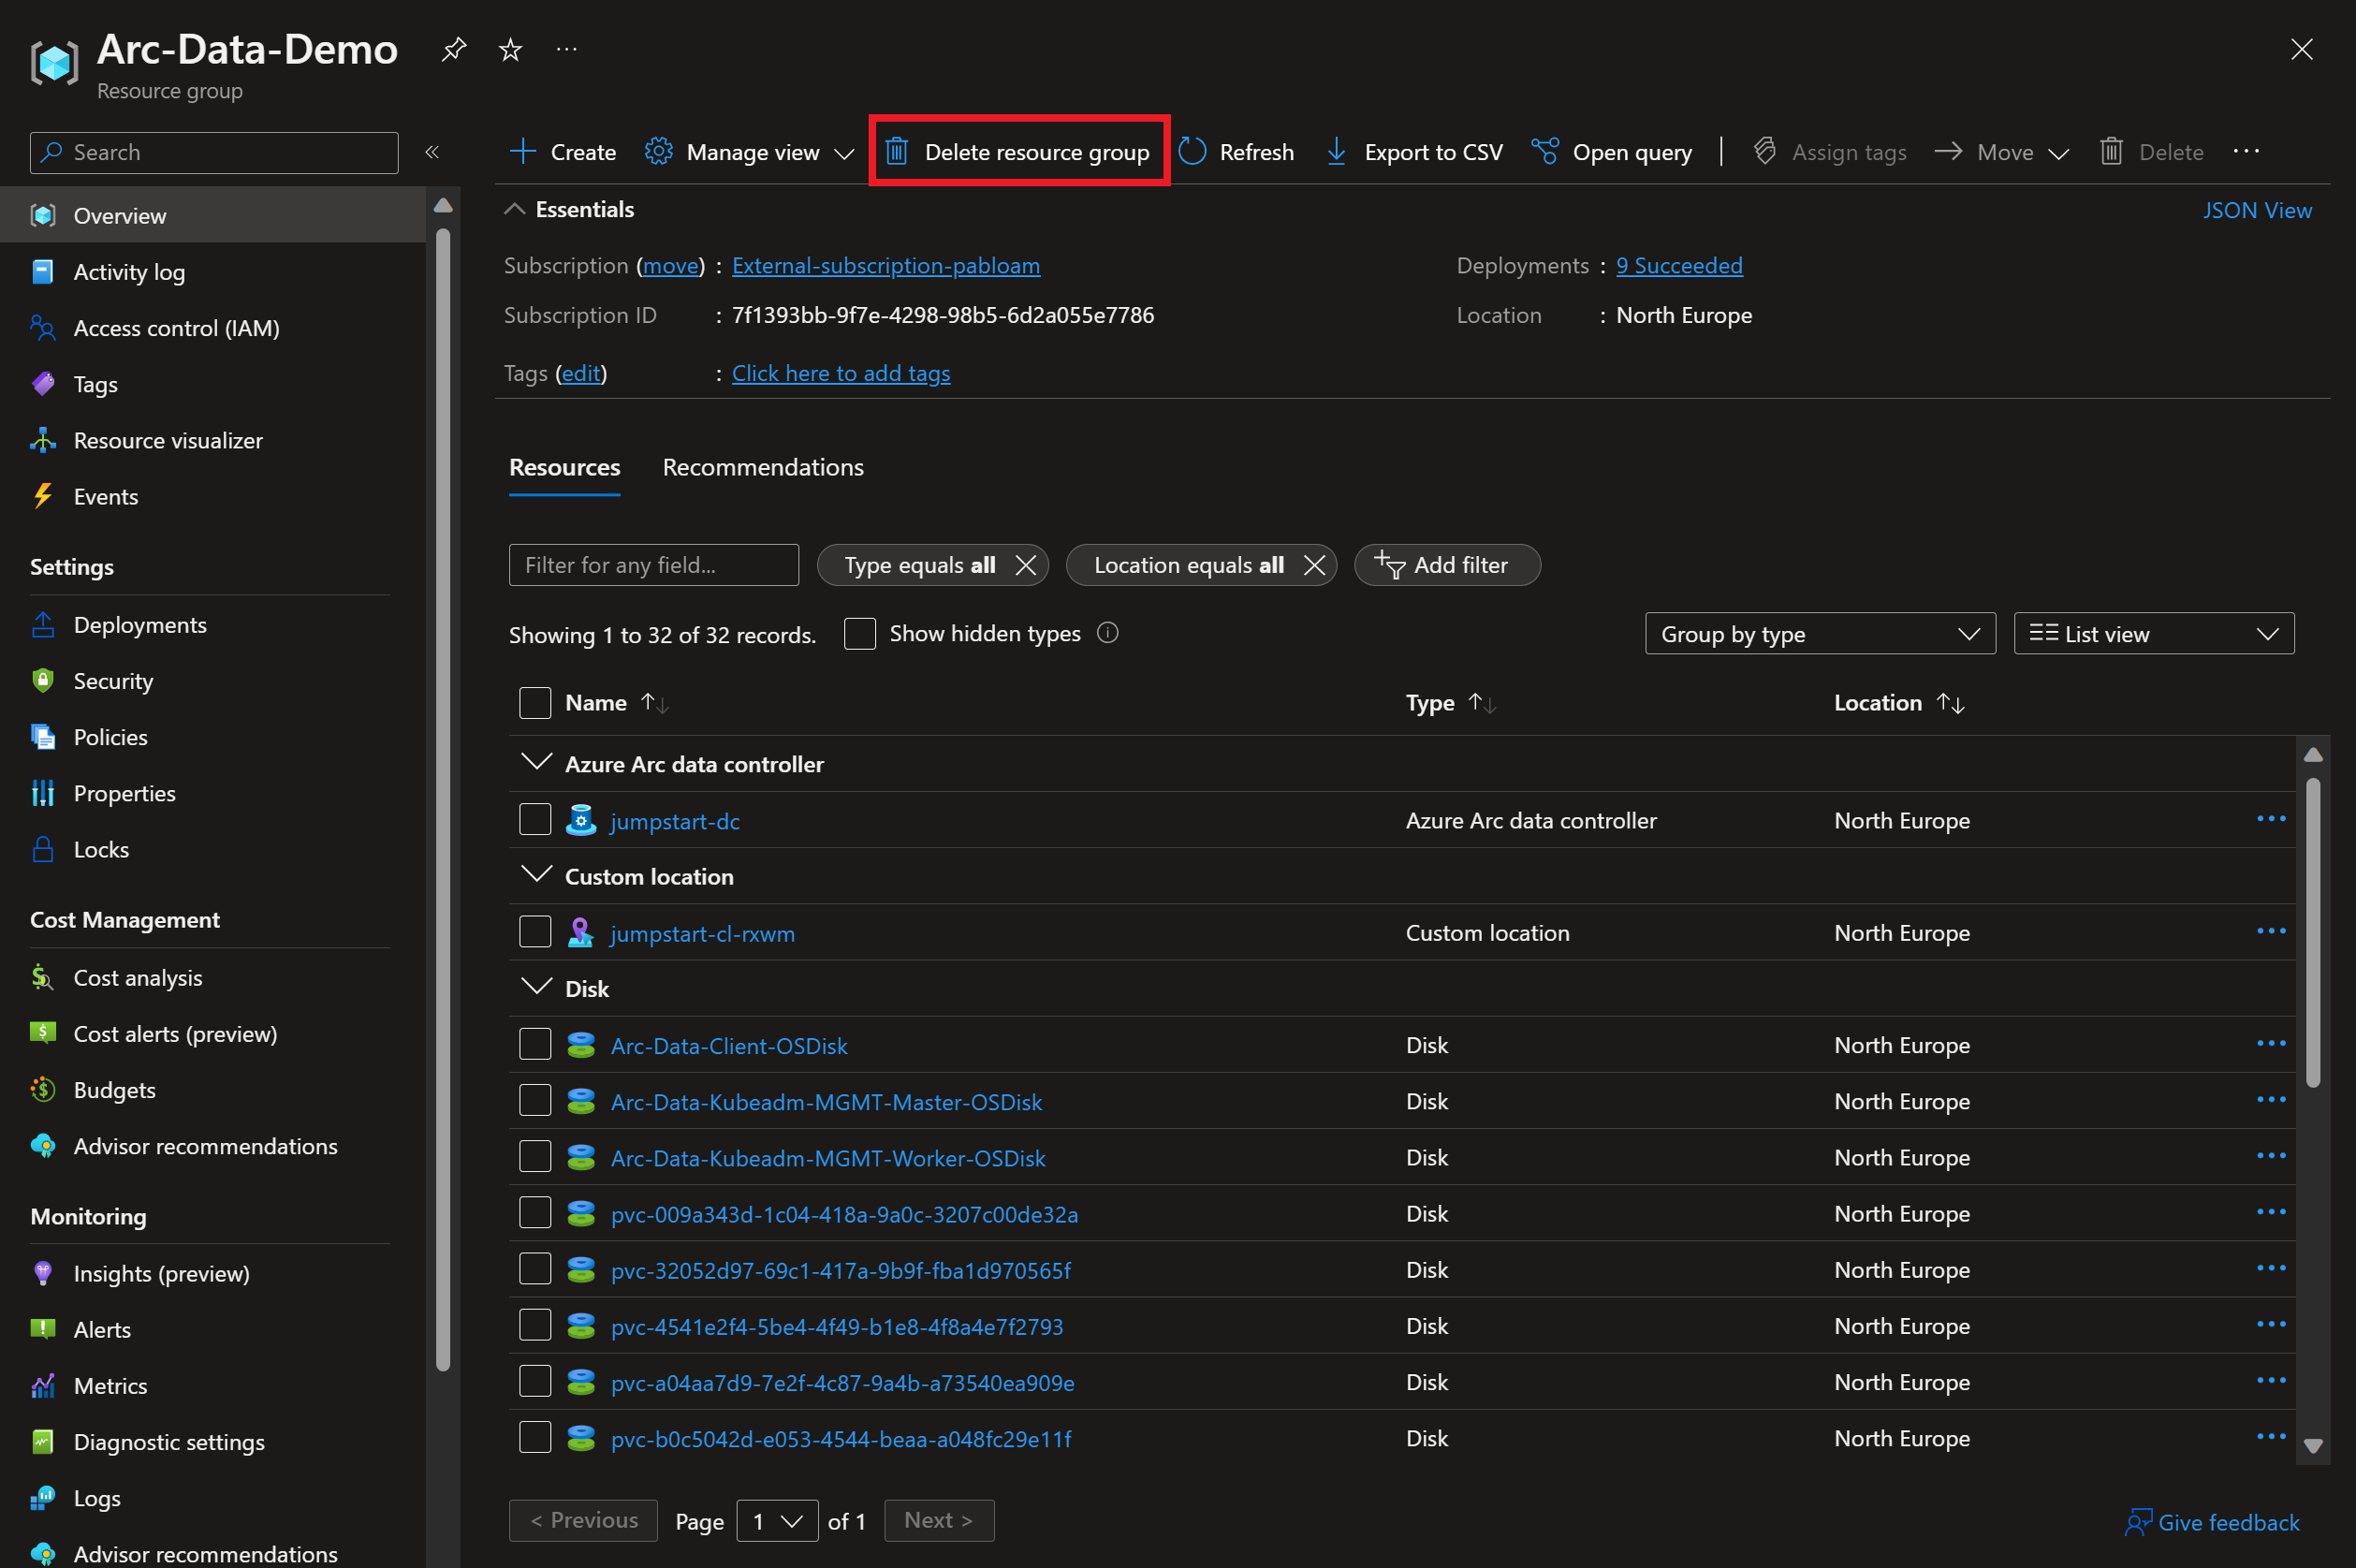 Arc-Data-Demo
Resource group
Search
Create Manage view Delete resource group Refresh Export to CSV Open query Assign tags Move Delete
Overview
Activity log
Access control (IAM)
Tags
Resource visualizer
Events
Settings
Deployments
Security
Policies
Properties
Locks
Cost Management
Cost analysis
Cost alerts (preview)
Budgets
Advisor recommendations
Monitoring
Insights (preview)
Alerts
Metrics
Diagnostic settings
Logs
Advisor recommendations
Essentials JSON View
Subscription (move) : External-subscription-pabloam Deployments : 9 Succeeded
Subscription ID : 7f1393bb-9f7e-4298-98b5-6d2a055e7786 Location : North Europe
Tags (edit) : Click here to add tags
Resources Recommendations
Filter for any field... Type equals all Location equals all Add filter
Showing 1 to 32 of 32 records. Show hidden types Group by type List view
Name Type Location
Azure Arc data controller
jumpstart-dc Azure Arc data controller North Europe
Custom location
jumpstart-cl-rxwm Custom location North Europe
Disk
Arc-Data-Client-OSDisk Disk North Europe
Arc-Data-Kubeadm-MGMT-Master-OSDisk Disk North Europe
Arc-Data-Kubeadm-MGMT-Worker-OSDisk Disk North Europe
pvc-009a343d-1c04-418a-9a0c-3207c00de32a Disk North Europe
pvc-32052d97-69c1-417a-9b9f-fba1d970565f Disk North Europe
pvc-4541e2f4-5be4-4f49-b1e8-4f8a4e7f2793 Disk North Europe
pvc-a04aa7d9-7e2f-4c87-9a4b-a73540ea909e Disk North Europe
pvc-b0c5042d-e053-4544-beaa-a048fc29e11f Disk North Europe
< Previous Page 1 of 1 Next > Give feedback